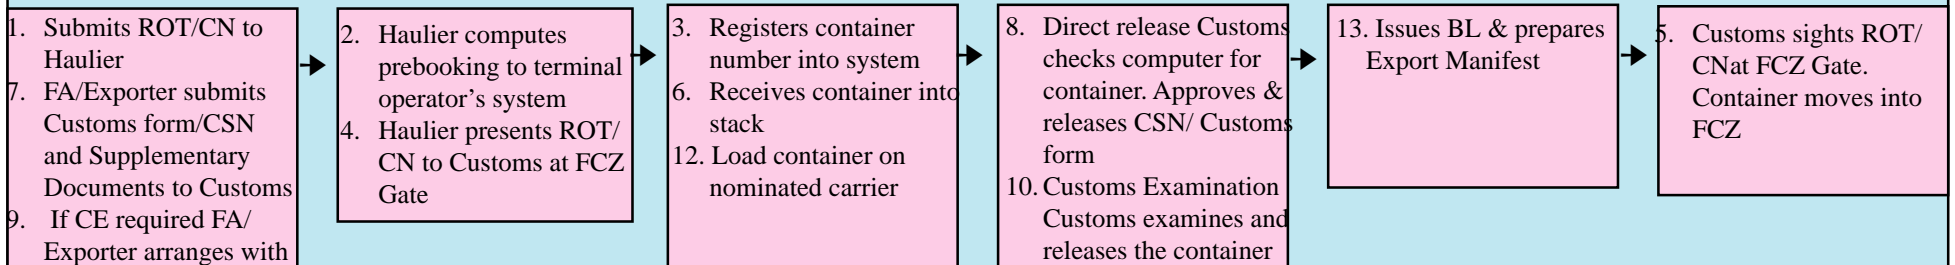 1. Submits ROT/CN to
Haulier
7. FA/Exporter submits
Customs form/CSN
and Supplementary
Documents to Customs
9. If CE required FA/
Exporter arranges with
2. Haulier computes
prebooking to terminal
operator's system
4. Haulier presents ROT/
CN to Customs at FCZ
Gate
3. Registers container
number into system
6. Receives container into
stack
12. Load container on
nominated carrier
8. Direct release Customs
checks computer for
container. Approves &
releases CSN/ Customs
form
10. Customs Examination
Customs examines and
releases the container
13. Issues BL & prepares
Export Manifest
5. Customs sights ROT/
CNat FCZ Gate.
Container moves into
FCZ